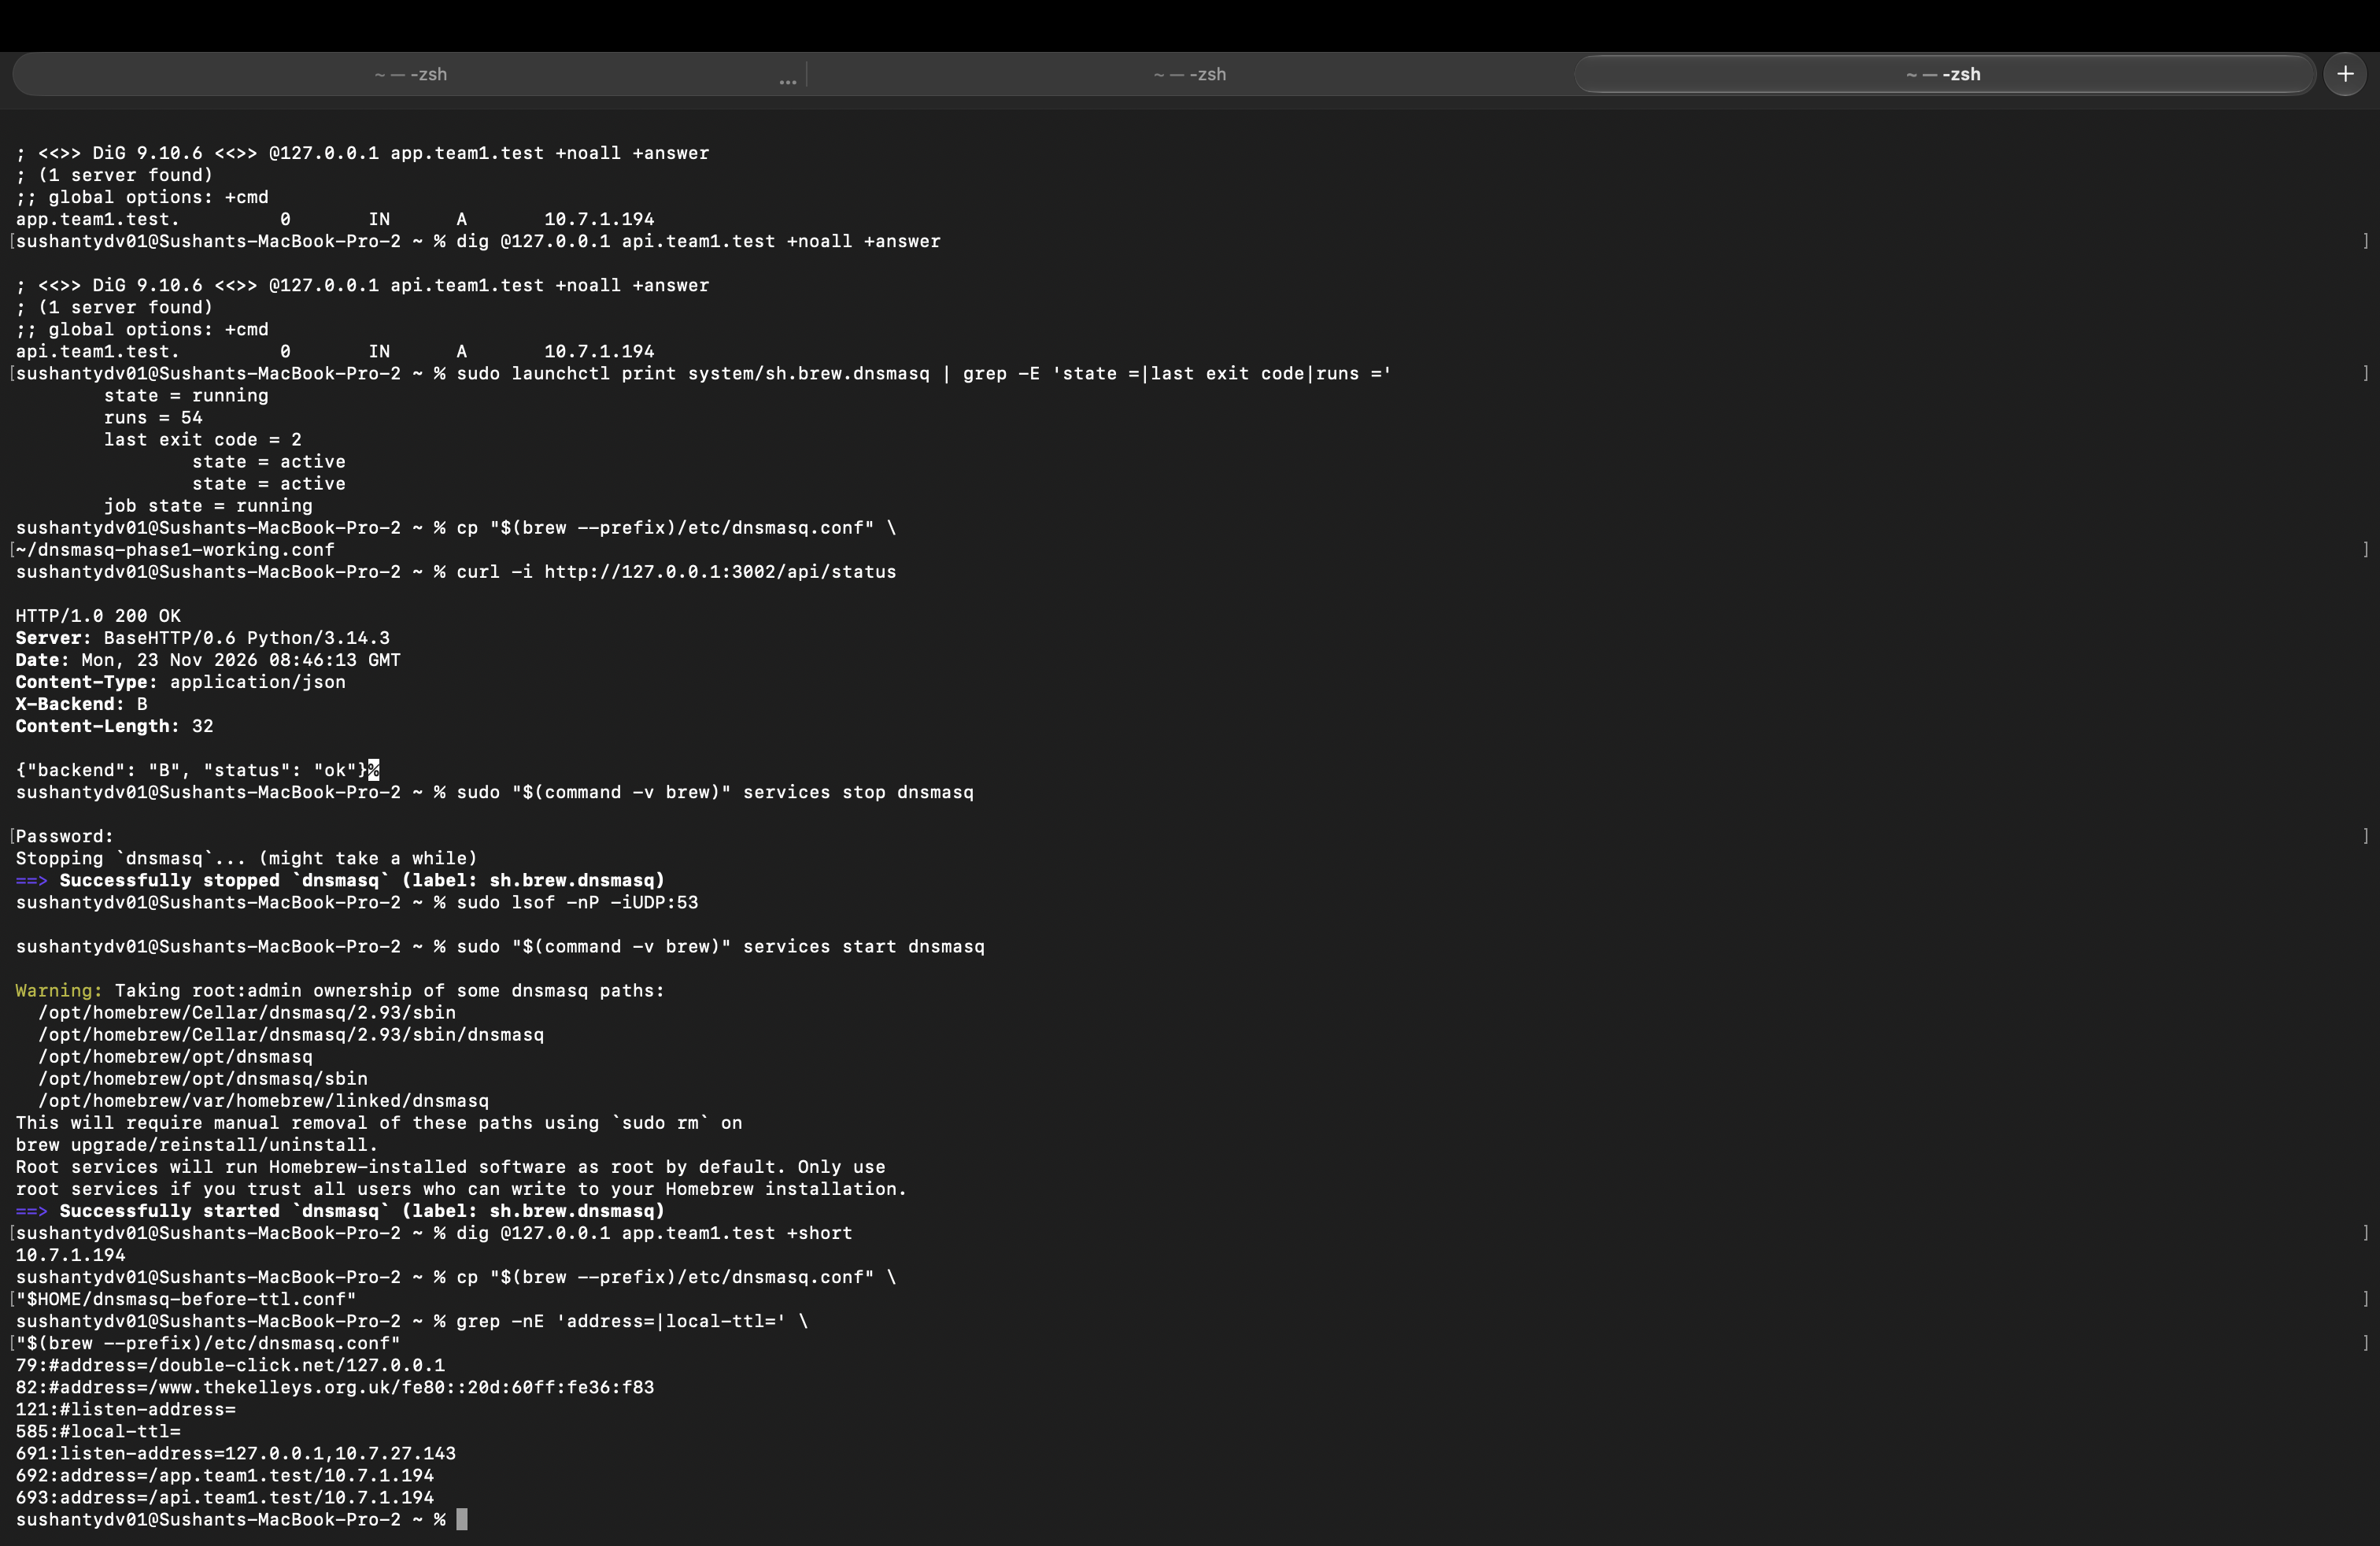 ~ — -zsh ... ~ — -zsh ~ — -zsh +
; <<>> DiG 9.10.6 <<>> @127.0.0.1 app.team1.test +noall +answer
; (1 server found)
;; global options: +cmd
app.team1.test. 0 IN A 10.7.1.194
[sushantydv01@Sushants-MacBook-Pro-2 ~ % dig @127.0.0.1 api.team1.test +noall +answer ]
; <<>> DiG 9.10.6 <<>> @127.0.0.1 api.team1.test +noall +answer
; (1 server found)
;; global options: +cmd
api.team1.test. 0 IN A 10.7.1.194
[sushantydv01@Sushants-MacBook-Pro-2 ~ % sudo launchctl print system/sh.brew.dnsmasq | grep -E 'state =|last exit code|runs =' ]
state = running
runs = 54
last exit code = 2
state = active
state = active
job state = running
sushantydv01@Sushants-MacBook-Pro-2 ~ % cp "$(brew --prefix)/etc/dnsmasq.conf" \
[~/dnsmasq-phase1-working.conf ]
sushantydv01@Sushants-MacBook-Pro-2 ~ % curl -i http://127.0.0.1:3002/api/status
HTTP/1.0 200 OK
Server: BaseHTTP/0.6 Python/3.14.3
Date: Mon, 23 Nov 2026 08:46:13 GMT
Content-Type: application/json
X-Backend: B
Content-Length: 32
{"backend": "B", "status": "ok"}%
sushantydv01@Sushants-MacBook-Pro-2 ~ % sudo "$(command -v brew)" services stop dnsmasq
[Password: ]
Stopping `dnsmasq`... (might take a while)
==> Successfully stopped `dnsmasq` (label: sh.brew.dnsmasq)
sushantydv01@Sushants-MacBook-Pro-2 ~ % sudo lsof -nP -iUDP:53
sushantydv01@Sushants-MacBook-Pro-2 ~ % sudo "$(command -v brew)" services start dnsmasq
Warning: Taking root:admin ownership of some dnsmasq paths:
/opt/homebrew/Cellar/dnsmasq/2.93/sbin
/opt/homebrew/Cellar/dnsmasq/2.93/sbin/dnsmasq
/opt/homebrew/opt/dnsmasq
/opt/homebrew/opt/dnsmasq/sbin
/opt/homebrew/var/homebrew/linked/dnsmasq
This will require manual removal of these paths using `sudo rm` on
brew upgrade/reinstall/uninstall.
Root services will run Homebrew-installed software as root by default. Only use
root services if you trust all users who can write to your Homebrew installation.
==> Successfully started `dnsmasq` (label: sh.brew.dnsmasq)
[sushantydv01@Sushants-MacBook-Pro-2 ~ % dig @127.0.0.1 app.team1.test +short ]
10.7.1.194
sushantydv01@Sushants-MacBook-Pro-2 ~ % cp "$(brew --prefix)/etc/dnsmasq.conf" \
["$HOME/dnsmasq-before-ttl.conf" ]
sushantydv01@Sushants-MacBook-Pro-2 ~ % grep -nE 'address=|local-ttl=' \
["$(brew --prefix)/etc/dnsmasq.conf" ]
79:#address=/double-click.net/127.0.0.1
82:#address=/www.thekelleys.org.uk/fe80::20d:60ff:fe36:f83
121:#listen-address=
585:#local-ttl=
691:listen-address=127.0.0.1,10.7.27.143
692:address=/app.team1.test/10.7.1.194
693:address=/api.team1.test/10.7.1.194
sushantydv01@Sushants-MacBook-Pro-2 ~ %